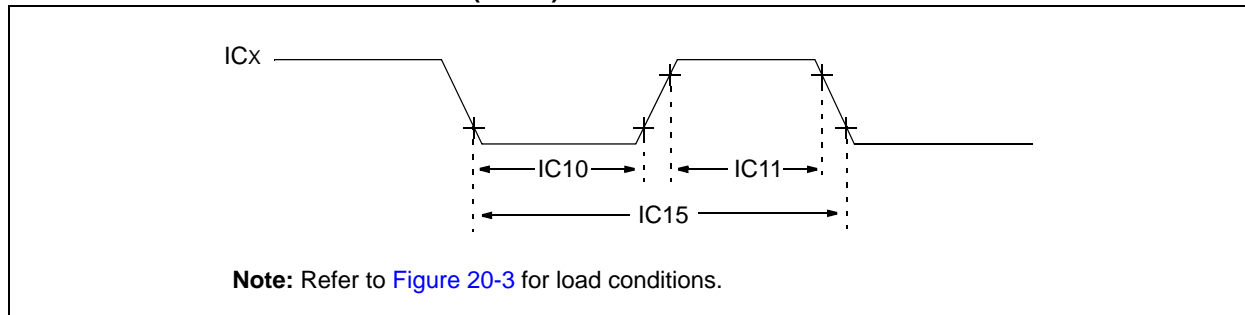 ICX
IC10
IC11
IC15
Note: Refer to Figure 20-3 for load conditions.